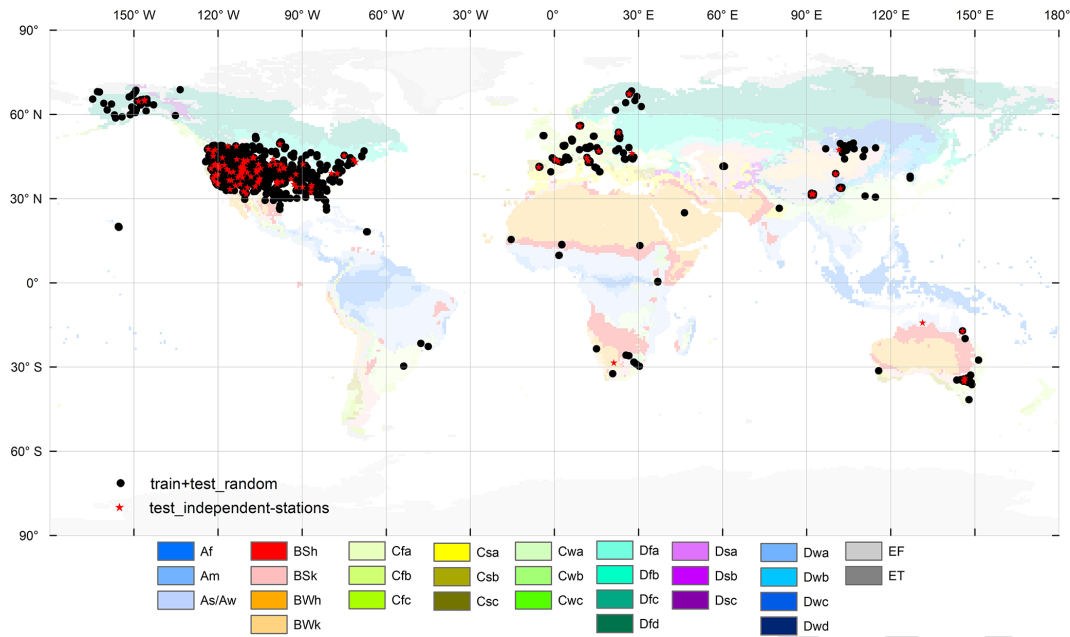 150° W 120° W 90° W 60° W 30° W 0° 30° E 60° E 90° E 120° E 150° E 180°
90°
60° N
30° N
0°
30° S
60° S
90°
train+test_random
test_independent-stations
Af BSh Cfa Csa Cwa Dfa Dsa Dwa EF
Am BSk Cfb Csb Cwb Dfb Dsb Dwb ET
As/Aw BWh Cfc Csc Cwc Dfc Dsc Dwc
BWk Dfd Dwd